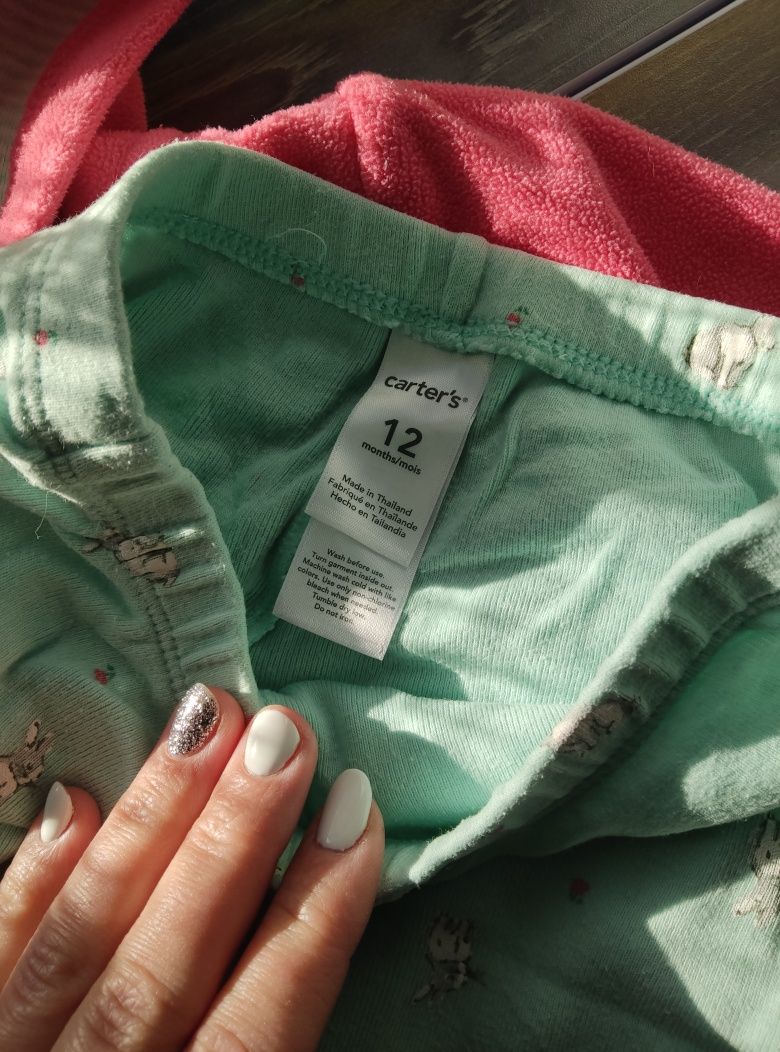 carter's®
12
months/mois
Made in Thailand
Fabriqué en Thaïlande
Hecho en Tailandia
Wash before use.
Turn garment inside out.
Machine wash cold with like
colors. Use only non-chlorine
bleach when needed.
Tumble dry low.
Do not iron.